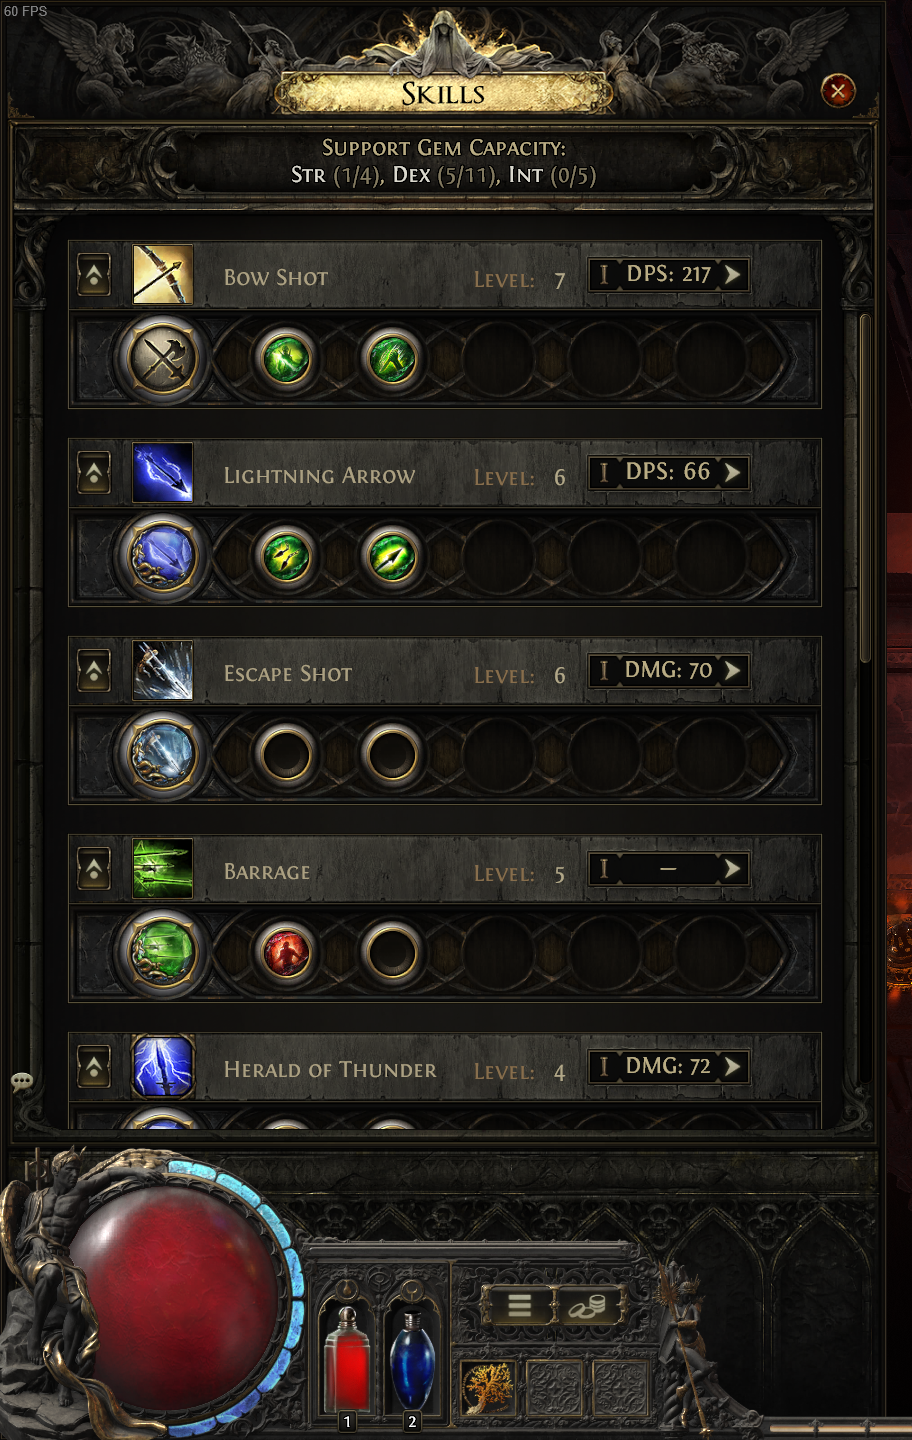 60 FPS
Skills
Support Gem Capacity:
Str (1/4), Dex (5/11), Int (0/5)
Bow Shot Level: 7 I DPS: 217
Lightning Arrow Level: 6 I DPS: 66
Escape Shot Level: 6 I DMG: 70
Barrage Level: 5 I –
Herald of Thunder Level: 4 I DMG: 72
1 2